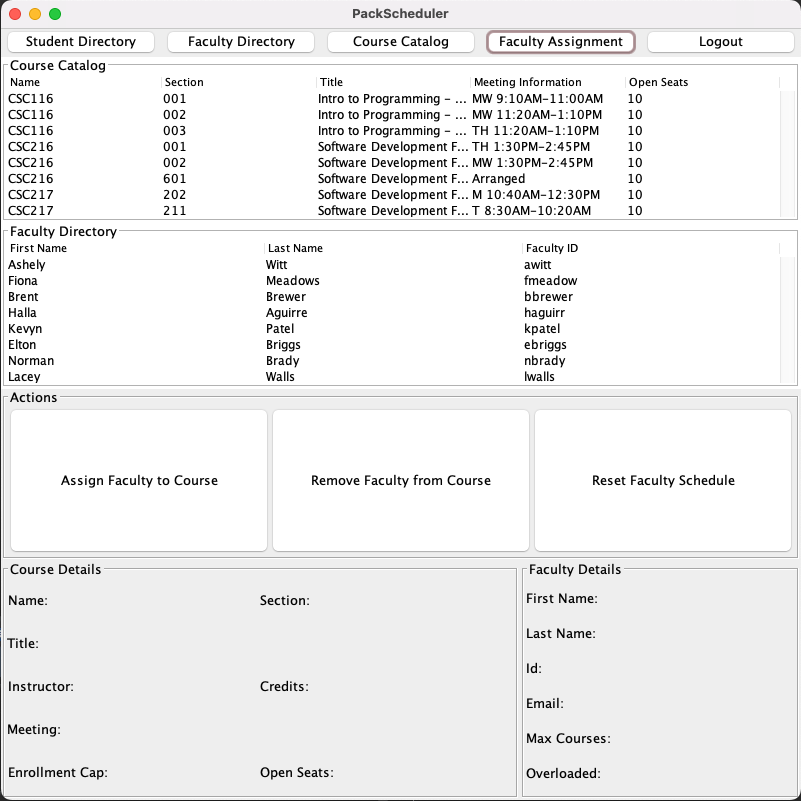 PackScheduler
Student Directory Faculty Directory Course Catalog Faculty Assignment Logout
Course Catalog
Name Section Title Meeting Information Open Seats
CSC116 001 Intro to Programming – ... MW 9:10AM–11:00AM 10
CSC116 002 Intro to Programming – ... MW 11:20AM–1:10PM 10
CSC116 003 Intro to Programming – ... TH 11:20AM–1:10PM 10
CSC216 001 Software Development F... TH 1:30PM–2:45PM 10
CSC216 002 Software Development F... MW 1:30PM–2:45PM 10
CSC216 601 Software Development F... Arranged 10
CSC217 202 Software Development F... M 10:40AM–12:30PM 10
CSC217 211 Software Development F... T 8:30AM–10:20AM 10
Faculty Directory
First Name Last Name Faculty ID
Ashely Witt awitt
Fiona Meadows fmeadow
Brent Brewer bbrewer
Halla Aguirre haguirr
Kevyn Patel kpatel
Elton Briggs ebriggs
Norman Brady nbrady
Lacey Walls lwalls
Actions
Assign Faculty to Course Remove Faculty from Course Reset Faculty Schedule
Course Details
Name: Section:
Title:
Instructor: Credits:
Meeting:
Enrollment Cap: Open Seats:
Faculty Details
First Name:
Last Name:
Id:
Email:
Max Courses:
Overloaded: